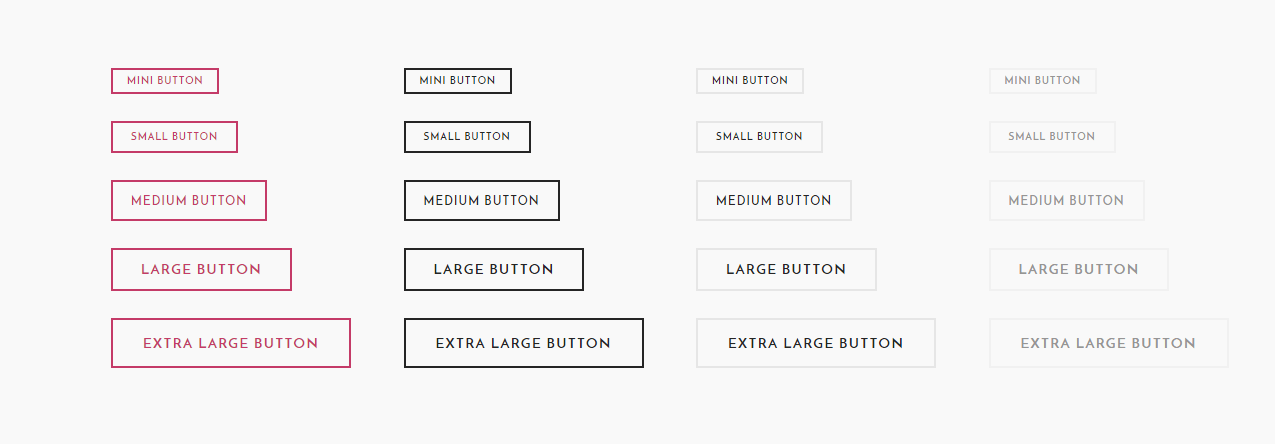 MINI BUTTON MINI BUTTON MINI BUTTON MINI BUTTON
SMALL BUTTON SMALL BUTTON SMALL BUTTON SMALL BUTTON
MEDIUM BUTTON MEDIUM BUTTON MEDIUM BUTTON MEDIUM BUTTON
LARGE BUTTON LARGE BUTTON LARGE BUTTON LARGE BUTTON
EXTRA LARGE BUTTON EXTRA LARGE BUTTON EXTRA LARGE BUTTON EXTRA LARGE BUTTON